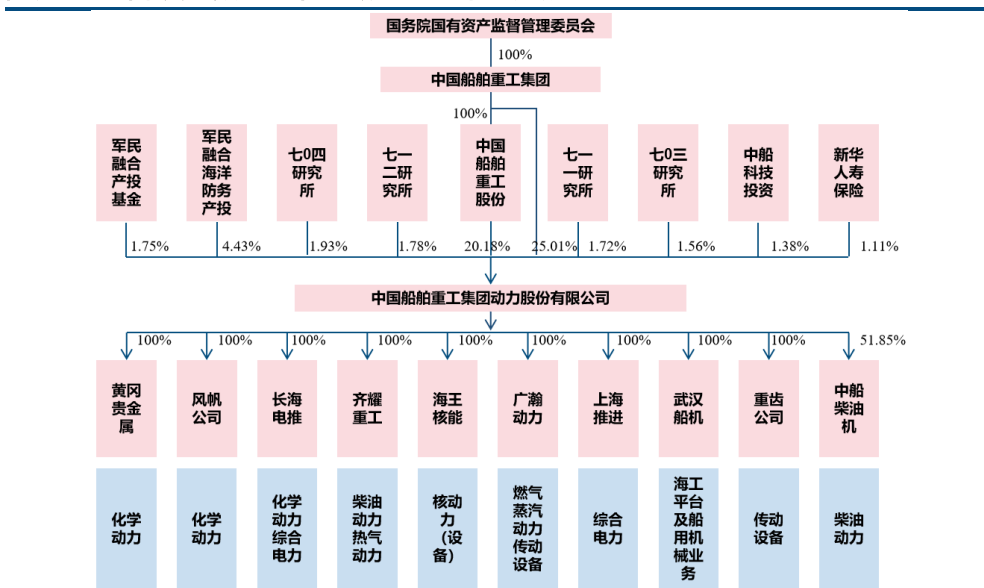 国务院国有资产监督管理委员会
100%
中国船舶重工集团
100%
军民
融合
产投
基金
军民
融合
海洋
防务
产投
七0四
研究
所
七一
二研究
所
中国
船舶
重工
股份
七一
一研究
所
七0三
研究
所
中船
科技
投资
新华
人寿
保险
1.75%
4.43%
1.93%
1.78%
20.18%
25.01%
1.72%
1.56%
1.38%
1.11%
中国船舶重工集团动力股份有限公司
100%
100%
100%
100%
100%
100%
100%
100%
100%
51.85%
黄冈
贵金
属
风帆
公司
长海
电推
齐耀
重工
海王
核能
广瀚
动力
上海
推进
武汉
船机
重齿
公司
中船
柴油
机
化学
动力
化学
动力
化学
动力
综合
电力
柴油
动力
热气
动力
核动
力
（设
备）
燃气
蒸汽
动力
传动
设备
综合
电力
海工
平台
及船
用机
械业
务
传动
设备
柴油
动力